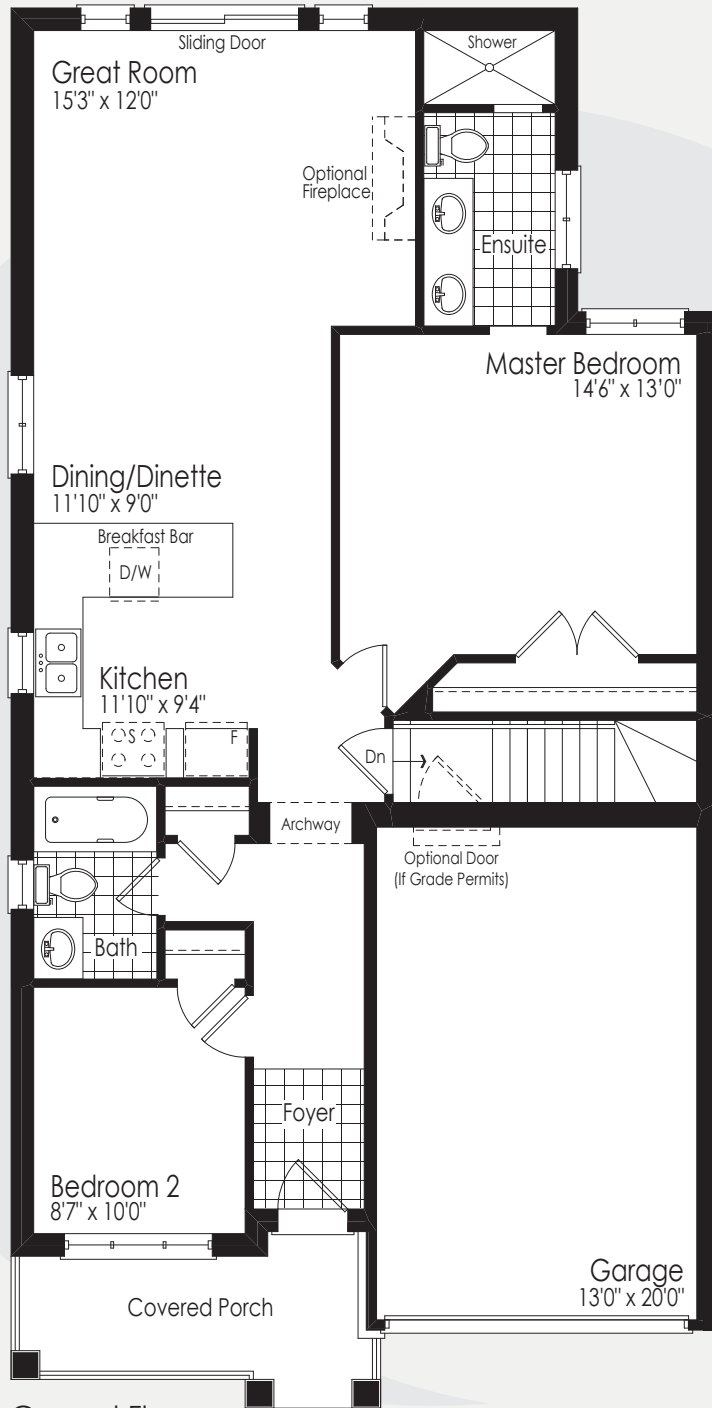 Sliding Door
Shower
Great Room
15'3" x 12'0"
Optional
Fireplace
Ensuite
Master Bedroom
14'6" x 13'0"
Dining/Dinette
11'10" x 9'0"
Breakfast Bar
D/W
Kitchen
11'10" x 9'4"
S
F
Dn
Archway
Optional Door
(If Grade Permits)
Bath
Foyer
Bedroom 2
8'7" x 10'0"
Garage
13'0" x 20'0"
Covered Porch